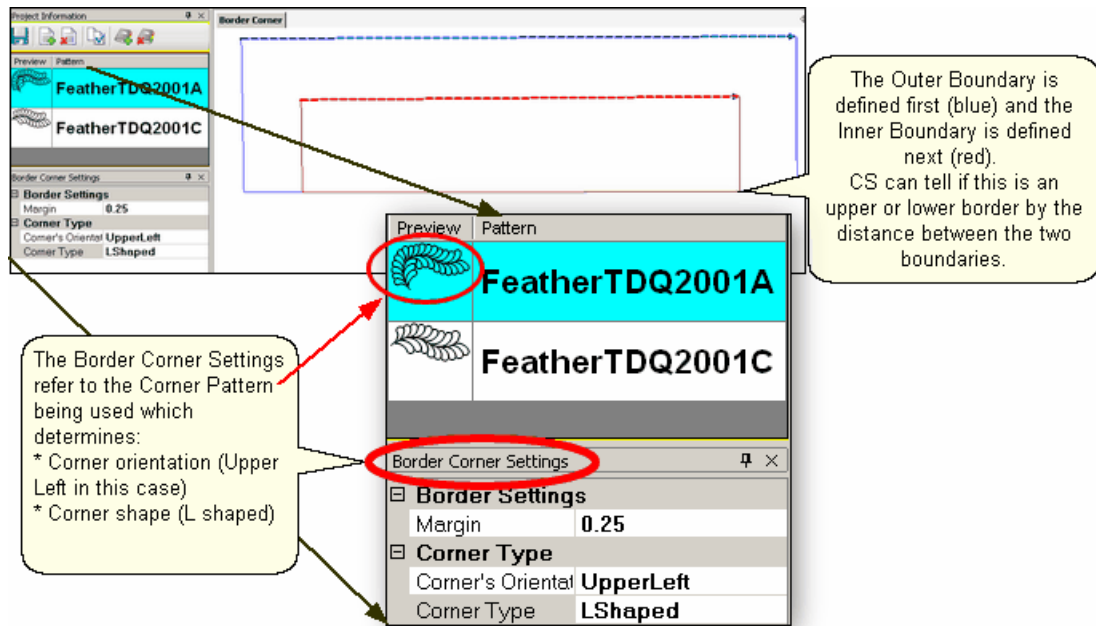 Project Information
Border Corner
Preview Pattern
FeatherTDQ2001A
FeatherTDQ2001C
Border Corner Settings
Border Settings
Margin 0.25
Corner Type
Corner's Orientat UpperLeft
Corner Type LShaped
The Outer Boundary is
defined first (blue) and the
Inner Boundary is defined
next (red).
CS can tell if this is an
upper or lower border by the
distance between the two
boundaries.
Preview Pattern
FeatherTDQ2001A
FeatherTDQ2001C
The Border Corner Settings
refer to the Corner Pattern
being used which
determines:
* Corner orientation (Upper
Left in this case)
* Corner shape (L shaped)
Border Corner Settings
Border Settings
Margin 0.25
Corner Type
Corner's Orientat UpperLeft
Corner Type LShaped